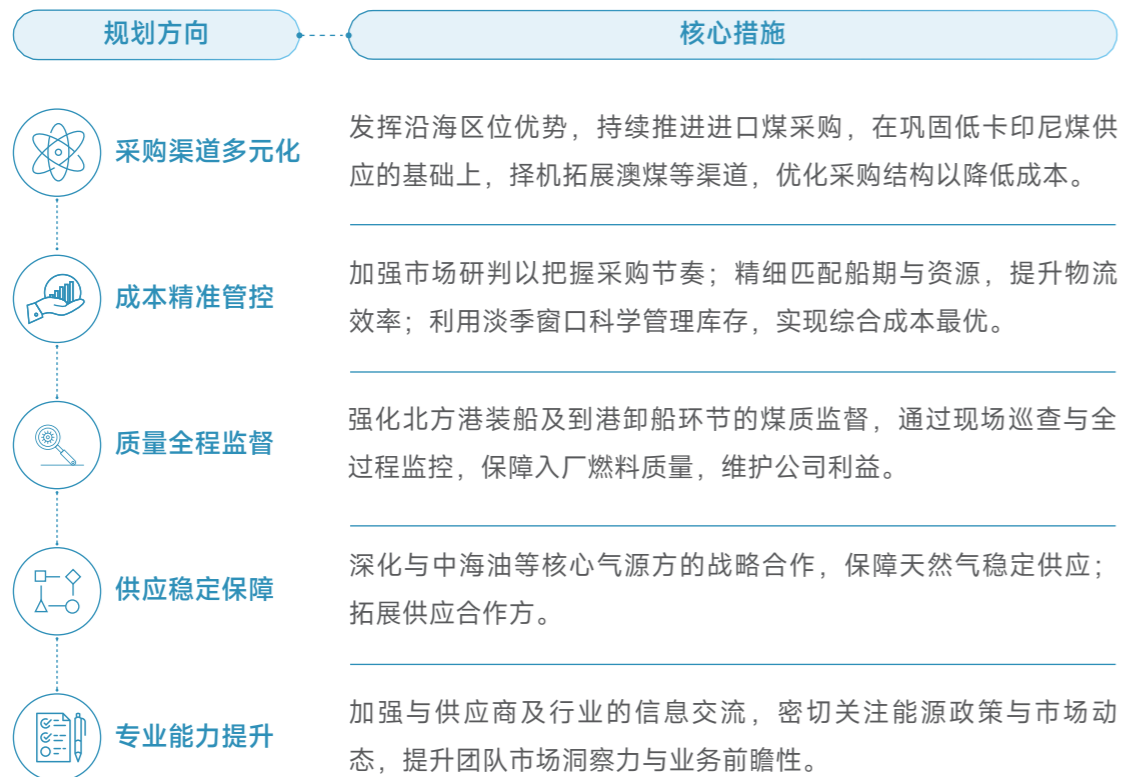 规划方向
核心措施
采购渠道多元化
发挥沿海区位优势，持续推进进口煤采购，在巩固低卡印尼煤供
应的基础上，择机拓展澳煤等渠道，优化采购结构以降低成本。
成本精准管控
加强市场研判以把握采购节奏；精细匹配船期与资源，提升物流
效率；利用淡季窗口科学管理库存，实现综合成本最优。
质量全程监督
强化北方港装船及到港卸船环节的煤质监督，通过现场巡查与全
过程监控，保障入厂燃料质量，维护公司利益。
供应稳定保障
深化与中海油等核心气源方的战略合作，保障天然气稳定供应；
拓展供应合作方。
专业能力提升
加强与供应商及行业的信息交流，密切关注能源政策与市场动
态，提升团队市场洞察力与业务前瞻性。